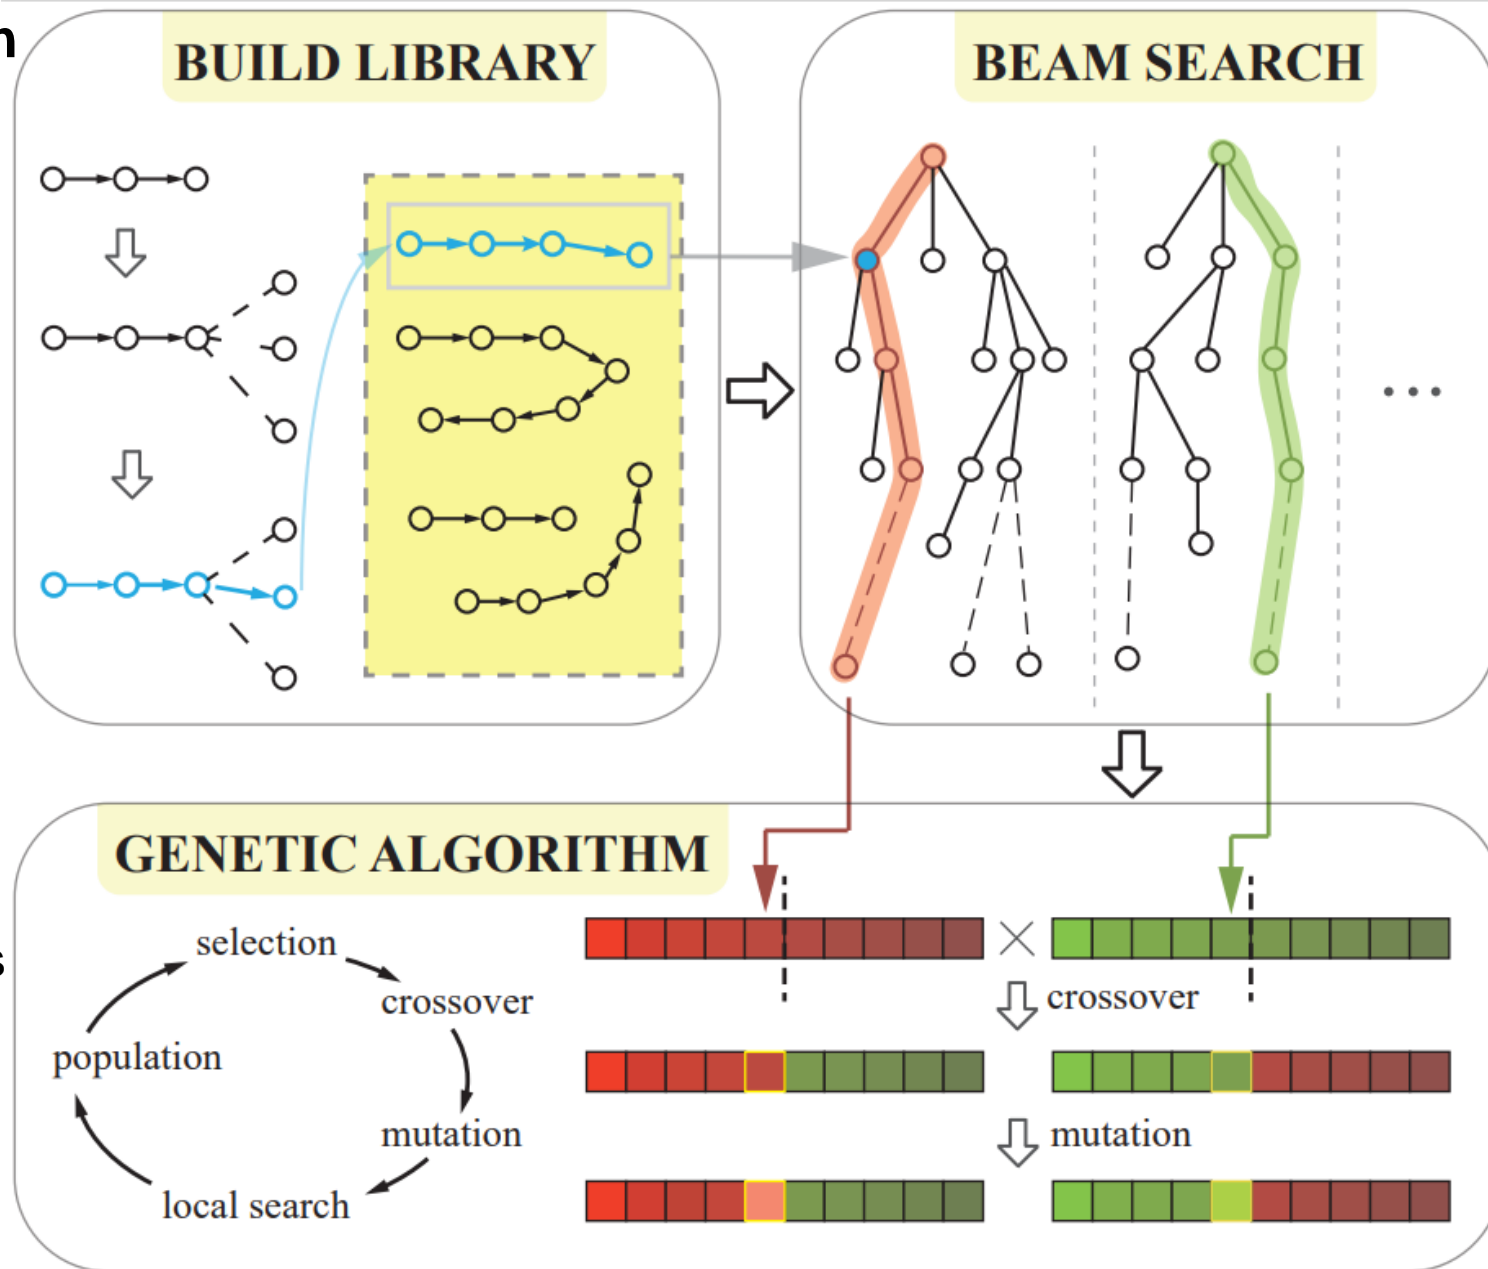 n
BUILD LIBRARY
BEAM SEARCH
GENETIC ALGORITHM
selection
crossover
mutation
local search
population
s
crossover
mutation